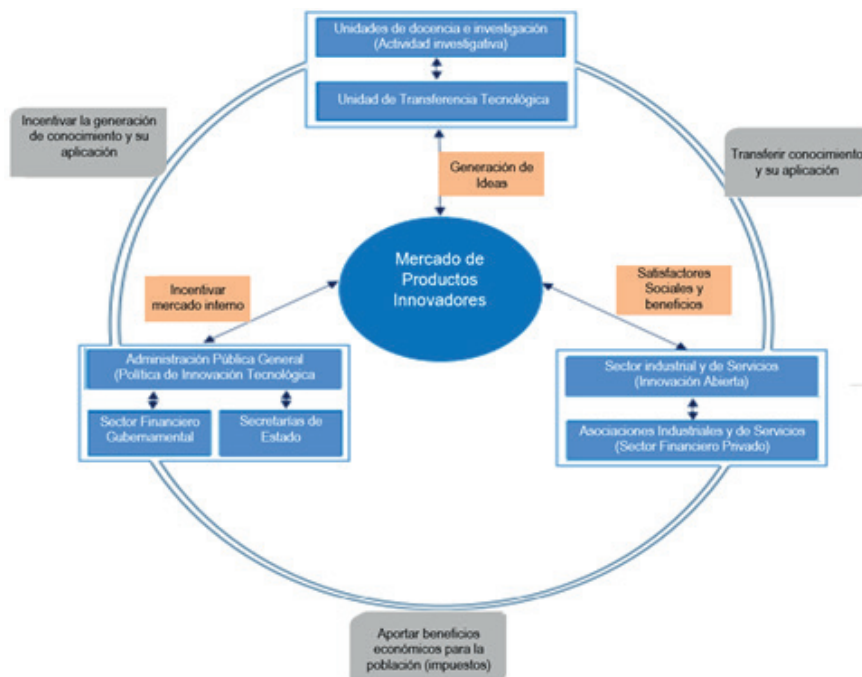 Unidades de docencia e investigación
(Actividad investigativa)
Unidad de Transferencia Tecnológica
Incentivar la generación
de conocimiento y su
aplicación
Transferir conocimiento
y su aplicación
Generación de
Ideas
Mercado de
Productos
Innovadores
Incentivar
mercado interno
Satisfactores
Sociales y
beneficios
Administración Pública General
(Política de Innovación Tecnológica
Sector Financiero
Gubernamental
Secretarías de
Estado
Sector industrial y de Servicios
(Innovación Abierta)
Asociaciones Industriales y de Servicios
(Sector Financiero Privado)
Aportar beneficios
económicos para la
población (impuestos)